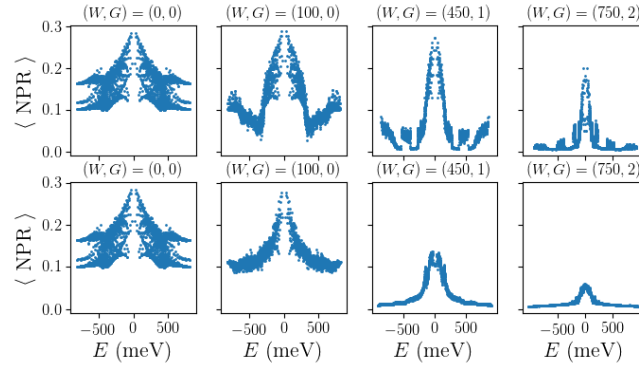 (W, G) = (0, 0) (W, G) = (100, 0) (W, G) = (450, 1) (W, G) = (750, 2)
0.3
0.2
0.1
0.0
⟨ NPR ⟩
(W, G) = (0, 0) (W, G) = (100, 0) (W, G) = (450, 1) (W, G) = (750, 2)
0.3
0.2
0.1
0.0
⟨ NPR ⟩
−500 0 500 −500 0 500 −500 0 500 −500 0 500
E (meV) E (meV) E (meV) E (meV)